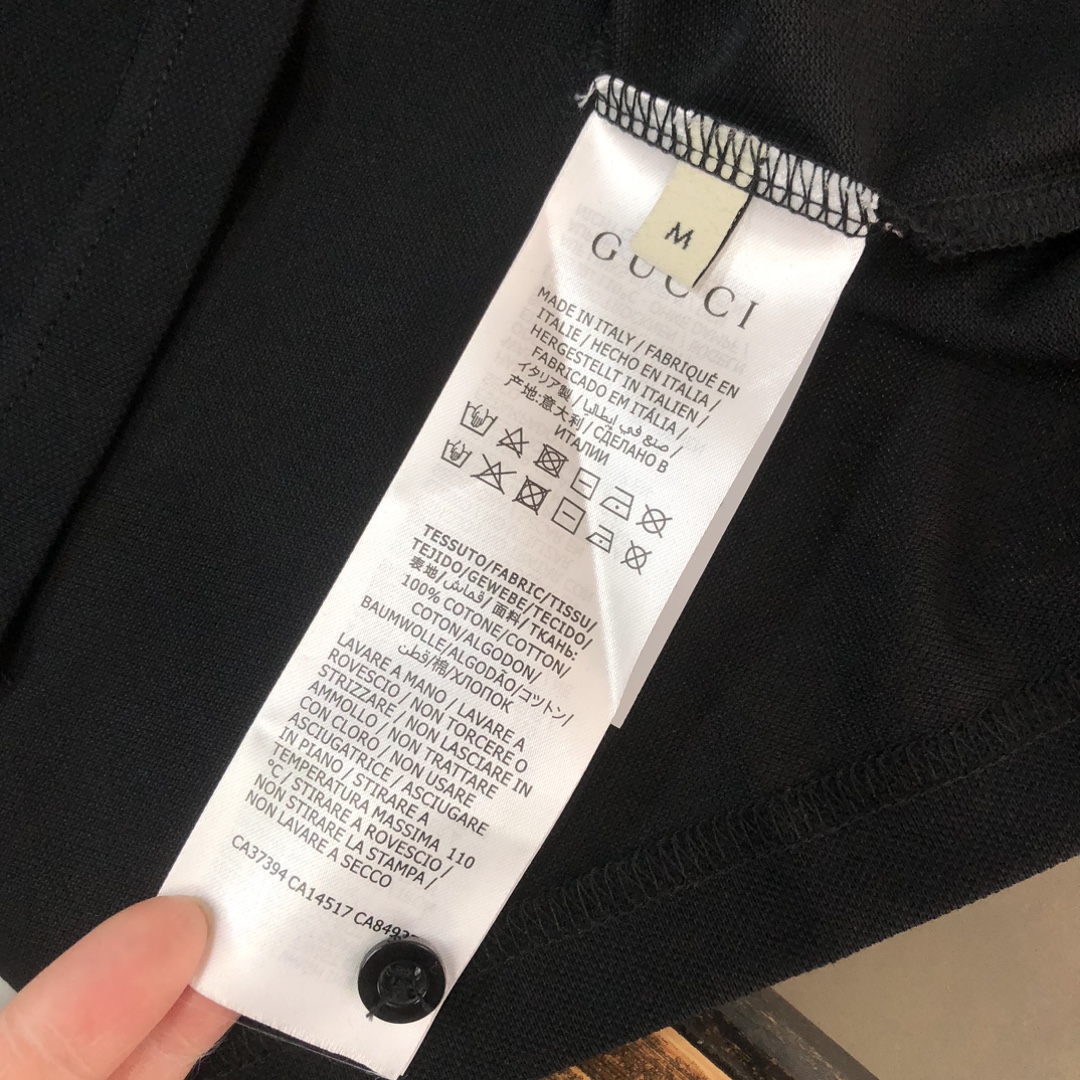 M
GUCCI
MADE IN ITALY / FABRIQUÉ EN
ITALIE / HECHO EN ITALIA /
HERGESTELLT IN ITALIEN /
FABRICADO EM ITÁLIA /
イタリア製 / صنع في إيطاليا /
产地:意大利 / СДЕЛАНО В
ИТАЛИИ
TESSUTO/FABRIC/TISSU/
TEJIDO/GEWEBE/TECIDO/
表地/قماش/面料/ТКАНЬ:
100% COTONE/COTTON/
COTON/ALGODON/
BAUMWOLLE/ALGODÃO/コットン/
قطن/棉/ХЛОПОК
LAVARE A MANO / LAVARE A
ROVESCIO / NON TORCERE O
STRIZZARE / NON LASCIARE IN
AMMOLLO / NON TRATTARE
CON CLORO / NON USARE
ASCIUGATRICE / ASCIUGARE
IN PIANO / STIRARE A
TEMPERATURA MASSIMA 110
°C / STIRARE A ROVESCIO /
NON STIRARE LA STAMPA /
NON LAVARE A SECCO
CA37394 CA14517